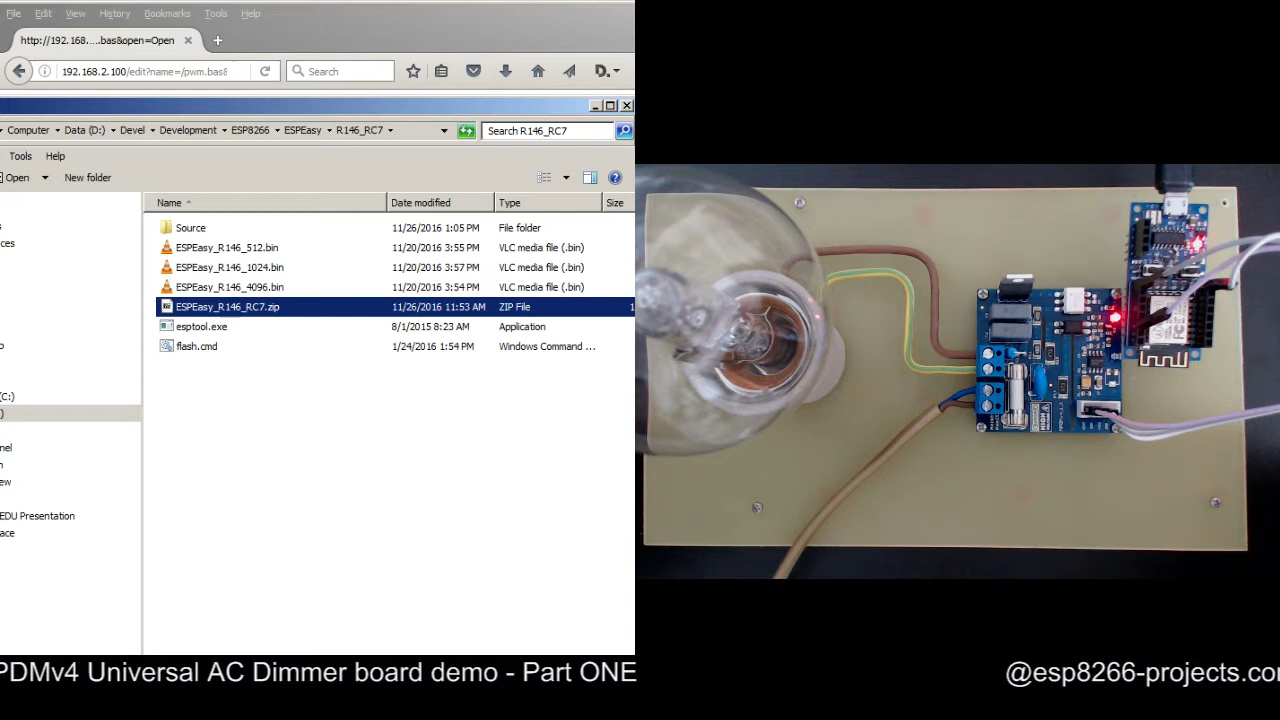 File Edit View History Bookmarks Tools Help
http://192.168. ...bas&open=Open
192.168.2.100/edit?name=/pwm.bas& Search
Computer Data (D:) Devel Development ESP8266 ESPEasy R146_RC7 Search R146_RC7
Tools Help
Open New folder
Name Date modified Type Size
Source 11/26/2016 1:05 PM File folder
ESPEasy_R146_512.bin 11/20/2016 3:55 PM VLC media file (.bin)
ESPEasy_R146_1024.bin 11/20/2016 3:57 PM VLC media file (.bin)
ESPEasy_R146_4096.bin 11/20/2016 3:54 PM VLC media file (.bin)
ESPEasy_R146_RC7.zip 11/26/2016 11:53 AM ZIP File 1
esptool.exe 8/1/2015 8:23 AM Application
flash.cmd 1/24/2016 1:54 PM Windows Command ...
(C:)
EDU Presentation
PDMv4 Universal AC Dimmer board demo - Part ONE
@esp8266-projects.co